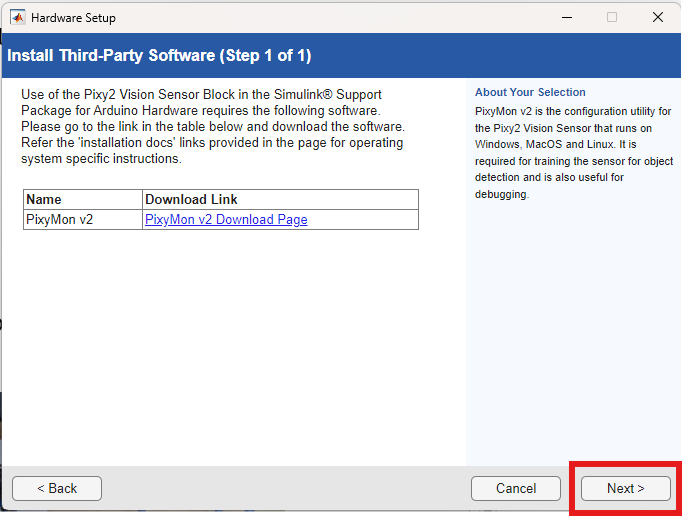 Hardware Setup
Install Third-Party Software (Step 1 of 1)
Use of the Pixy2 Vision Sensor Block in the Simulink® Support
Package for Arduino Hardware requires the following software.
Please go to the link in the table below and download the software.
Refer the 'installation docs' links provided in the page for operating
system specific instructions.
Name Download Link
PixyMon v2 PixyMon v2 Download Page
About Your Selection
PixyMon v2 is the configuration utility for
the Pixy2 Vision Sensor that runs on
Windows, MacOS and Linux. It is
required for training the sensor for object
detection and is also useful for
debugging.
< Back Cancel Next >